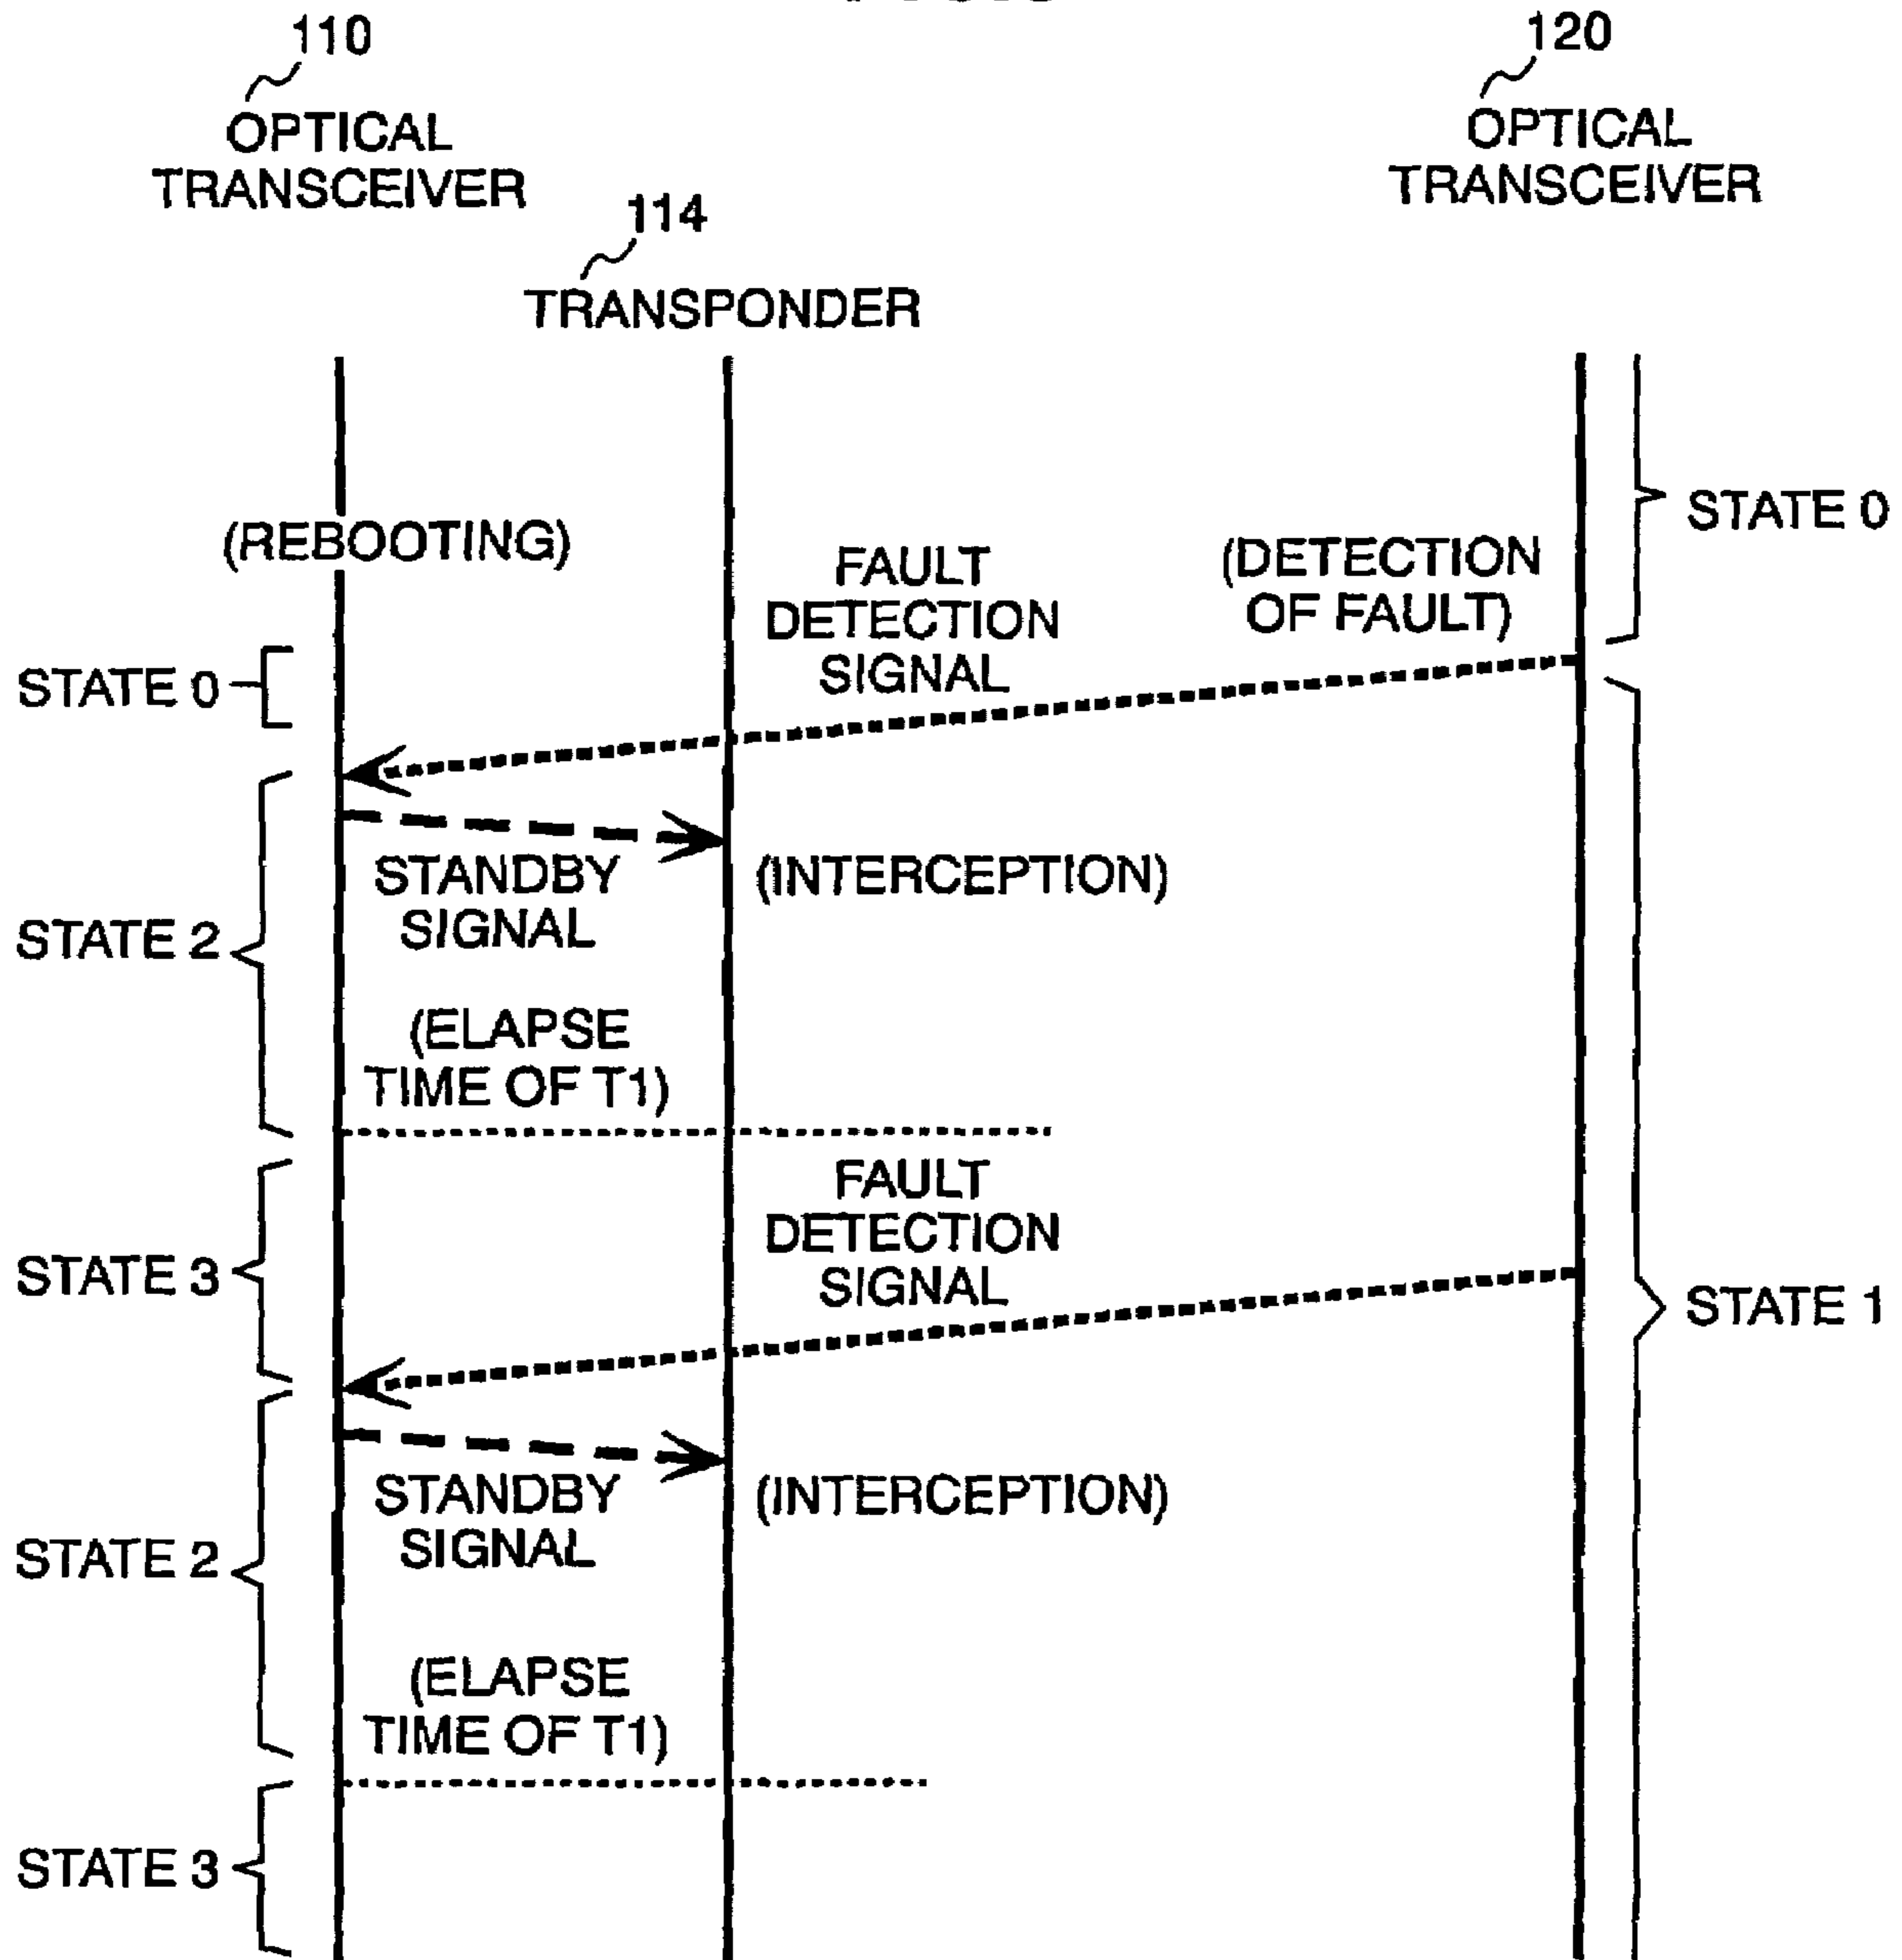 110
OPTICAL
TRANSCEIVER
120
OPTICAL
TRANSCEIVER
114
TRANSPONDER
STATE 0
(REBOOTING)
FAULT
DETECTION
SIGNAL
(DETECTION
OF FAULT)
STATE 0
STANDBY
SIGNAL
(INTERCEPTION)
STATE 2
(ELAPSE
TIME OF T1)
FAULT
DETECTION
SIGNAL
STATE 3
STATE 1
STANDBY
SIGNAL
(INTERCEPTION)
STATE 2
(ELAPSE
TIME OF T1)
STATE 3